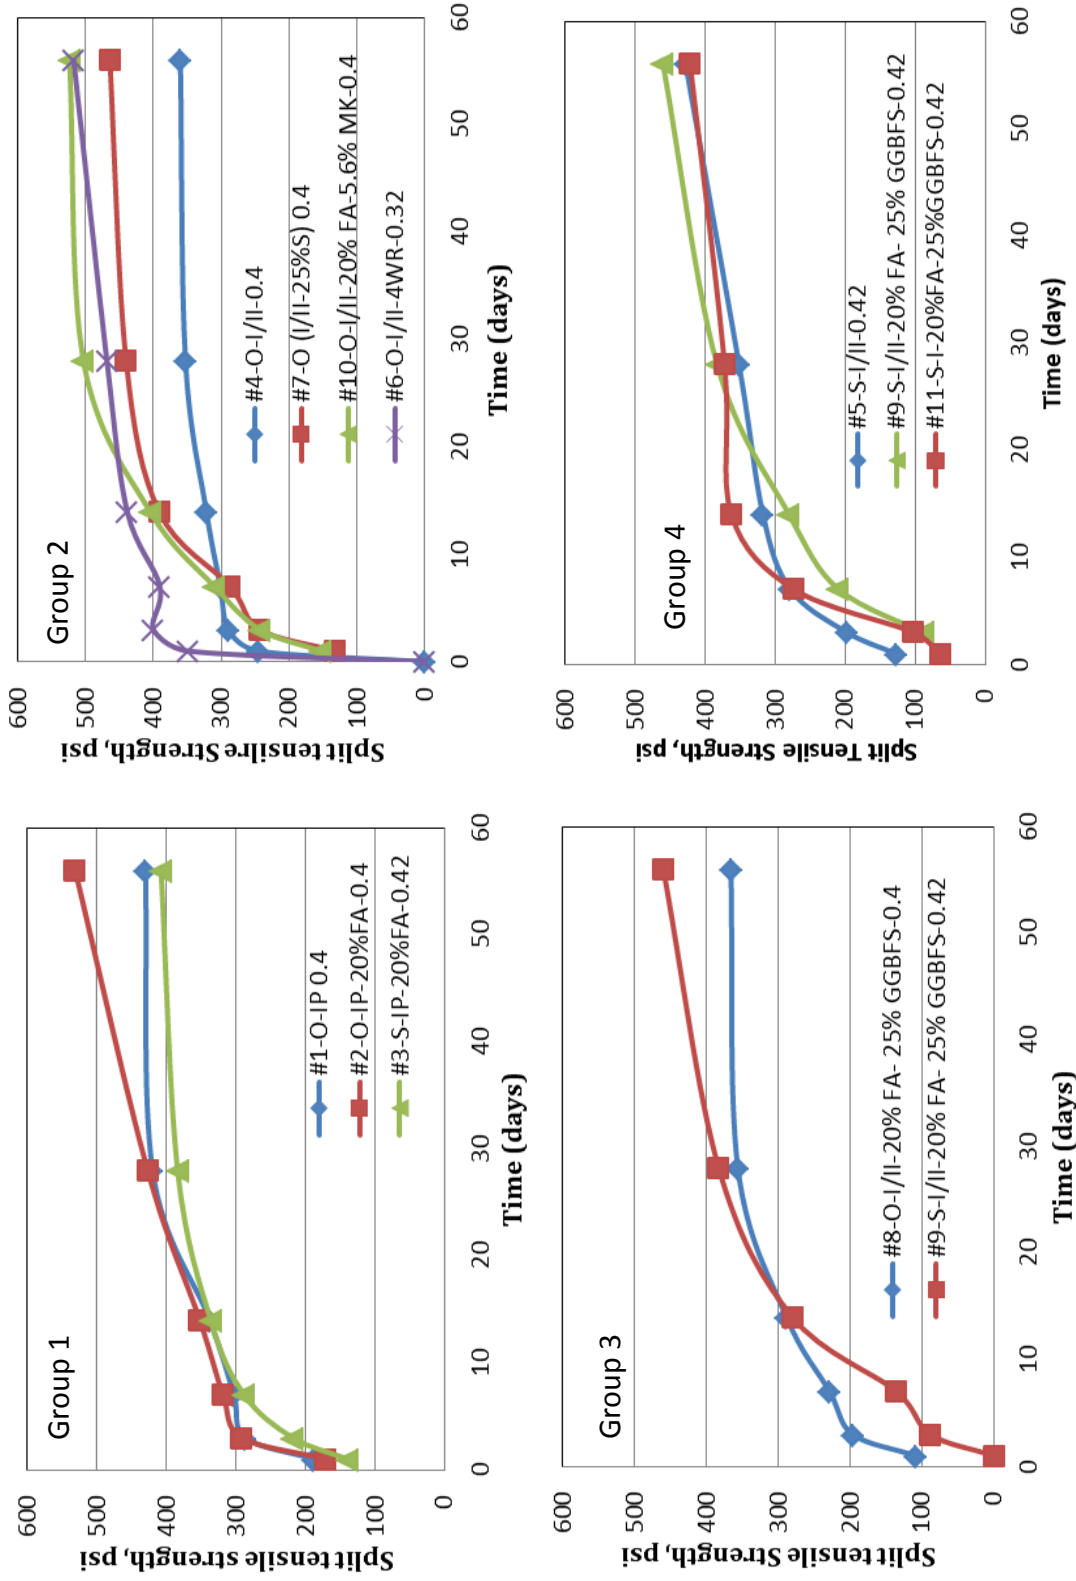 Group 1
600
500
400
300
200
100
0
0
10
20
30
40
50
60
Split tensile strength, psi
Time (days)
#1-O-IP 0.4
#2-O-IP-20%FA-0.4
#3-S-IP-20%FA-0.42
Group 2
600
500
400
300
200
100
0
0
10
20
30
40
50
60
Split tensilre Strength, psi
Time (days)
#4-O-I/II-0.4
#7-O (I/II-25%S) 0.4
#10-O-I/II-20% FA-5.6% MK-0.4
#6-O-I/II-4WR-0.32
Group 3
600
500
400
300
200
100
0
0
10
20
30
40
50
60
Split tensile Strength, psi
Time (days)
#8-O-I/II-20% FA- 25% GGBFS-0.4
#9-S-I/II-20% FA- 25% GGBFS-0.42
Group 4
600
500
400
300
200
100
0
0
10
20
30
40
50
60
Split Tensile Strength, psi
Time (days)
#5-S-I/II-0.42
#9-S-I/II-20% FA- 25% GGBFS-0.42
#11-S-I-20%FA-25%GGBFS-0.42